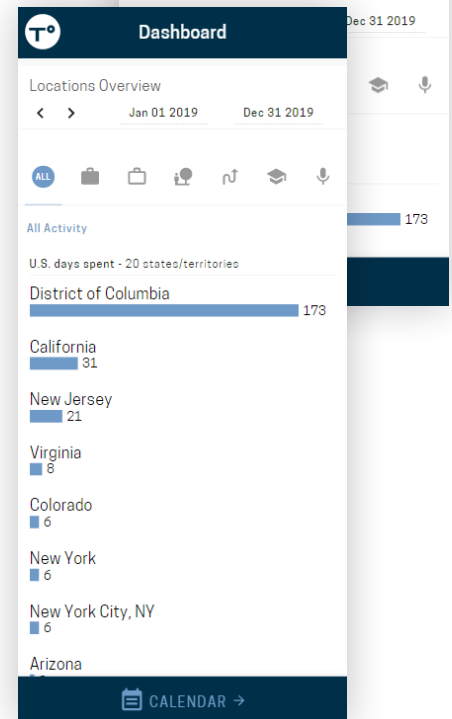 Dec 31 2019
T°
Dashboard
Locations Overview
Jan 01 2019 Dec 31 2019
ALL
All Activity
U.S. days spent - 20 states/territories
District of Columbia
173
173
California
31
New Jersey
21
Virginia
8
Colorado
6
New York
6
New York City, NY
6
Arizona
CALENDAR →